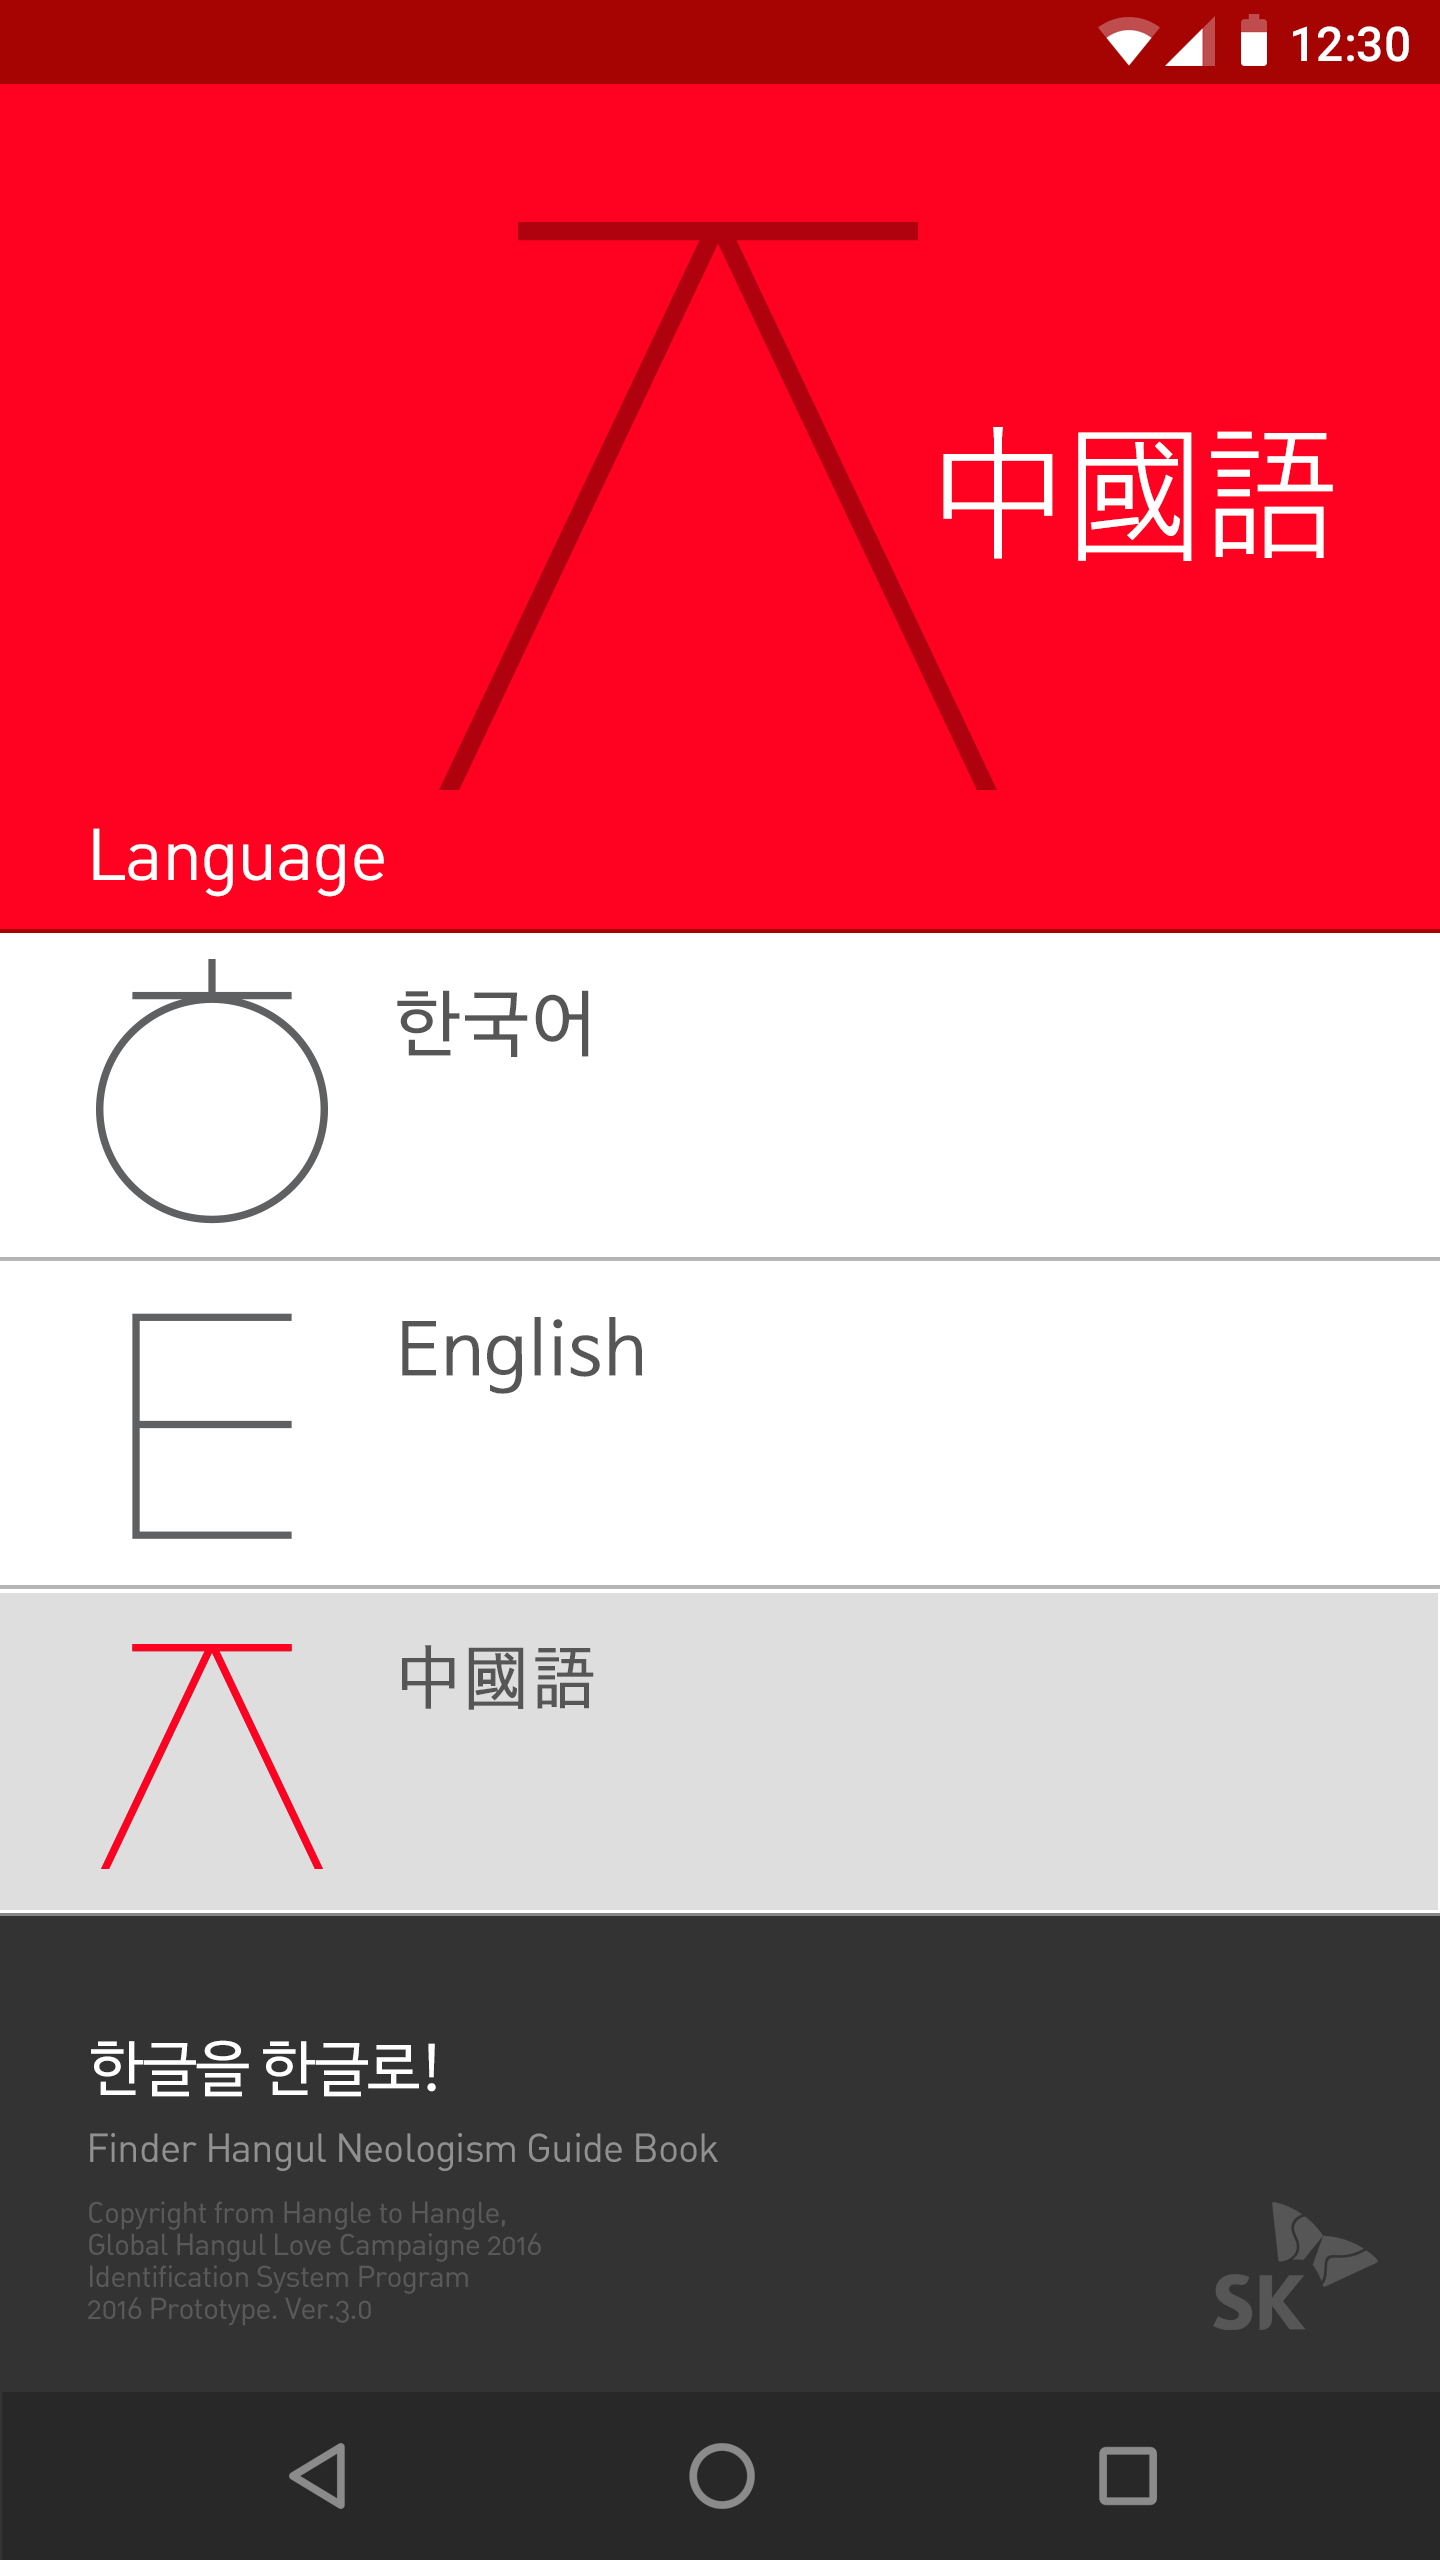 12:30
ㅈ
中國語
Language
ㅎ
한국어
E
English
ㅈ
中國語
한글을 한글로!
Finder Hangul Neologism Guide Book
Copyright from Hangle to Hangle,
Global Hangul Love Campaigne 2016
Identification System Program
2016 Prototype. Ver.3.0
SK